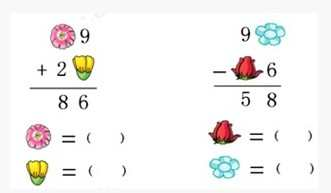 9
+ 2
8 6
= (    )
= (    )
9
− 6
5 8
= (    )
= (    )